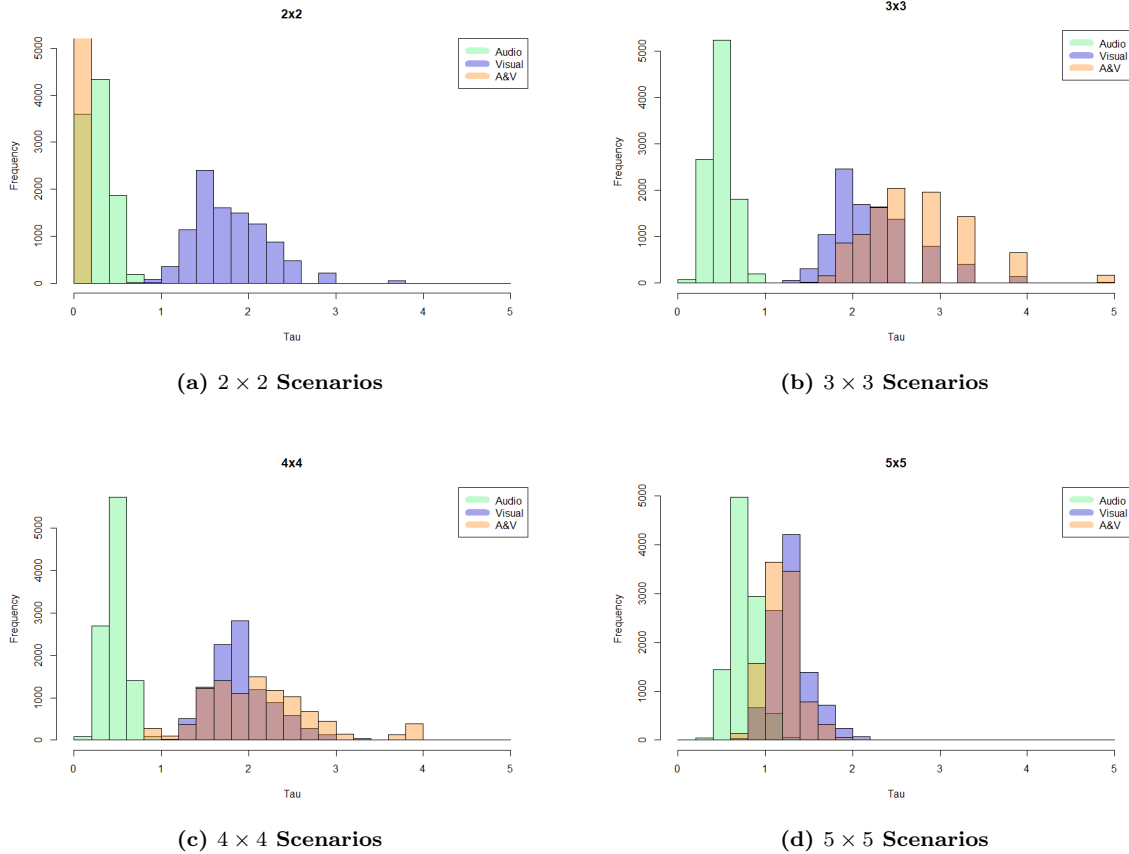 2x2
5000
4000
3000
2000
1000
0
Frequency
Audio
Visual
A&V
0 1 2 3 4 5
Tau
(a) 2 × 2 Scenarios
3x3
5000
4000
3000
2000
1000
0
Frequency
Audio
Visual
A&V
0 1 2 3 4 5
Tau
(b) 3 × 3 Scenarios
4x4
5000
4000
3000
2000
1000
0
Frequency
Audio
Visual
A&V
0 1 2 3 4 5
Tau
(c) 4 × 4 Scenarios
5x5
5000
4000
3000
2000
1000
0
Frequency
Audio
Visual
A&V
0 1 2 3 4 5
Tau
(d) 5 × 5 Scenarios